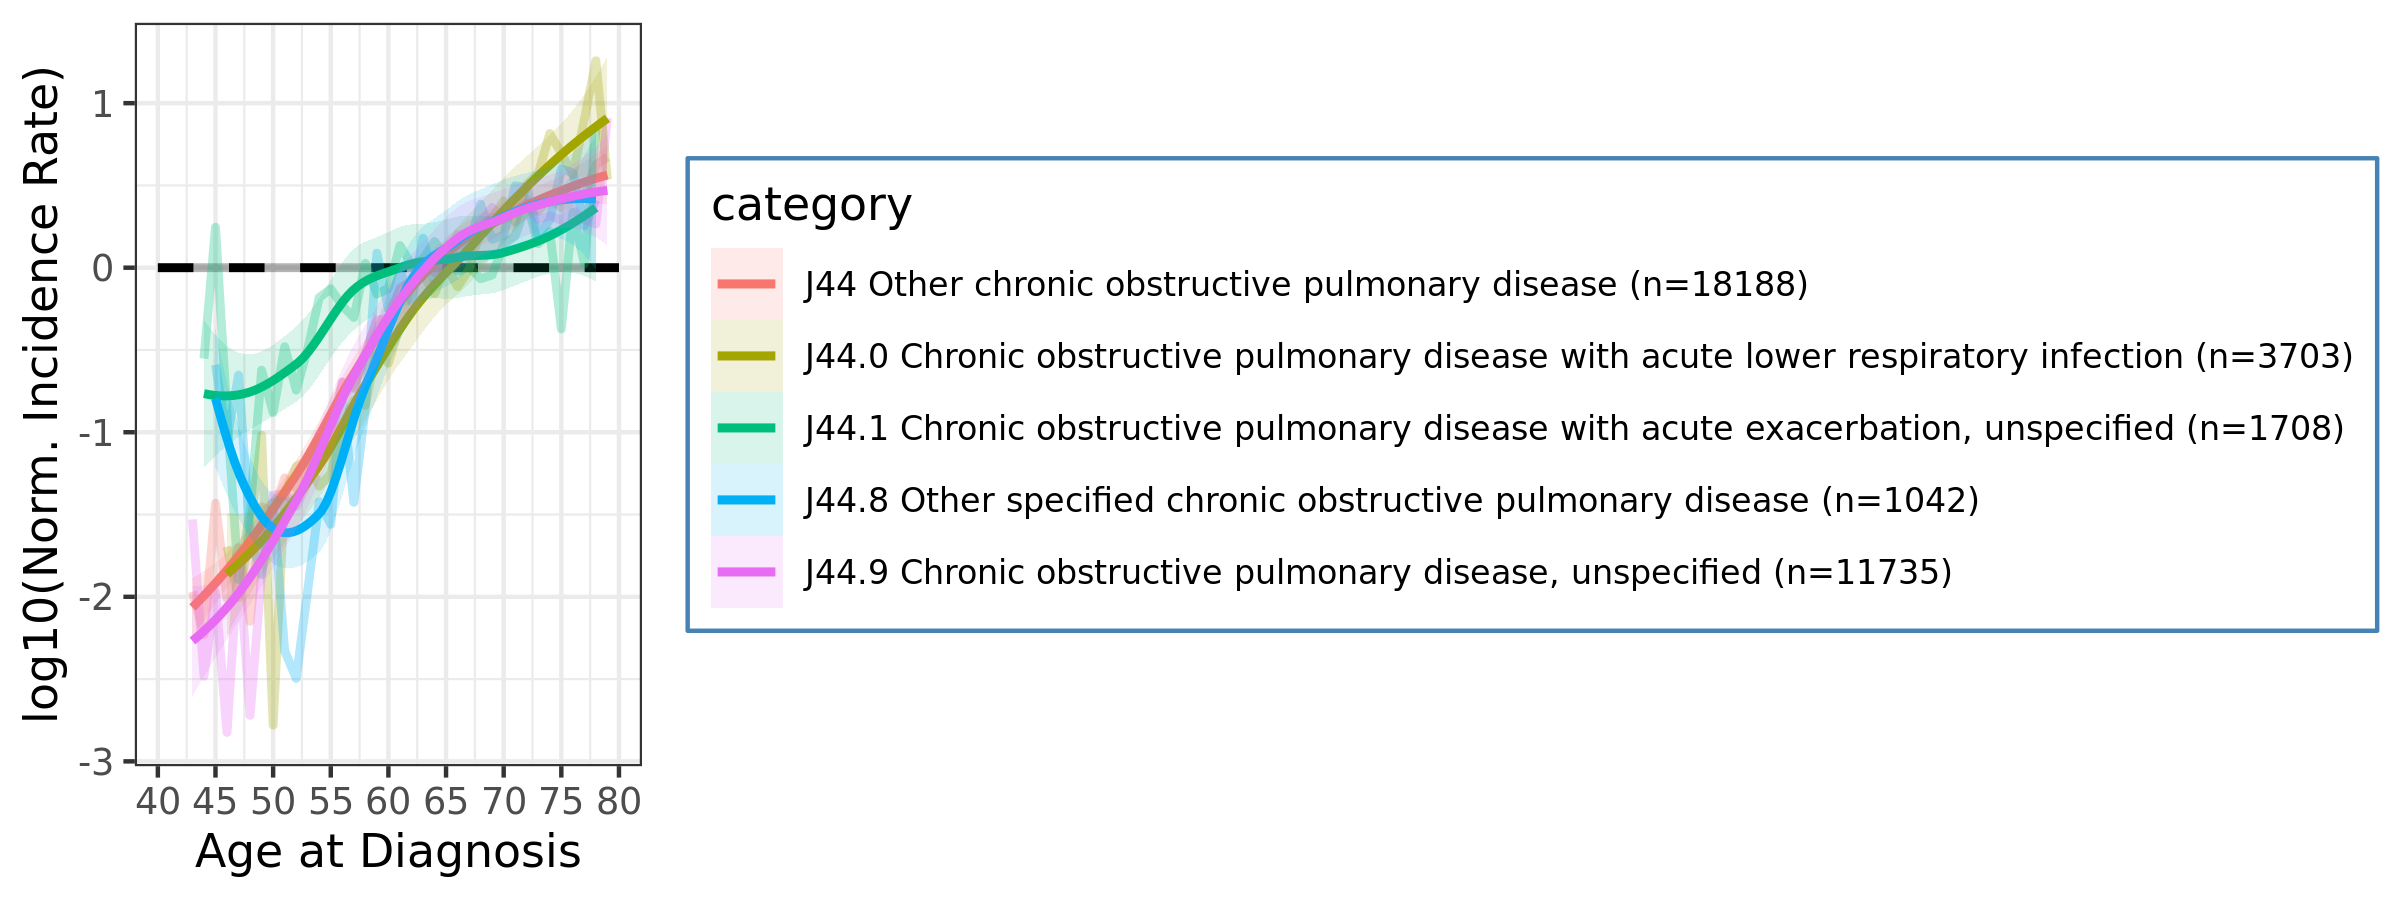 log10(Norm. Incidence Rate)
1
0
-1
-2
-3
40 45 50 55 60 65 70 75 80
Age at Diagnosis
category
J44 Other chronic obstructive pulmonary disease (n=18188)
J44.0 Chronic obstructive pulmonary disease with acute lower respiratory infection (n=3703)
J44.1 Chronic obstructive pulmonary disease with acute exacerbation, unspecified (n=1708)
J44.8 Other specified chronic obstructive pulmonary disease (n=1042)
J44.9 Chronic obstructive pulmonary disease, unspecified (n=11735)